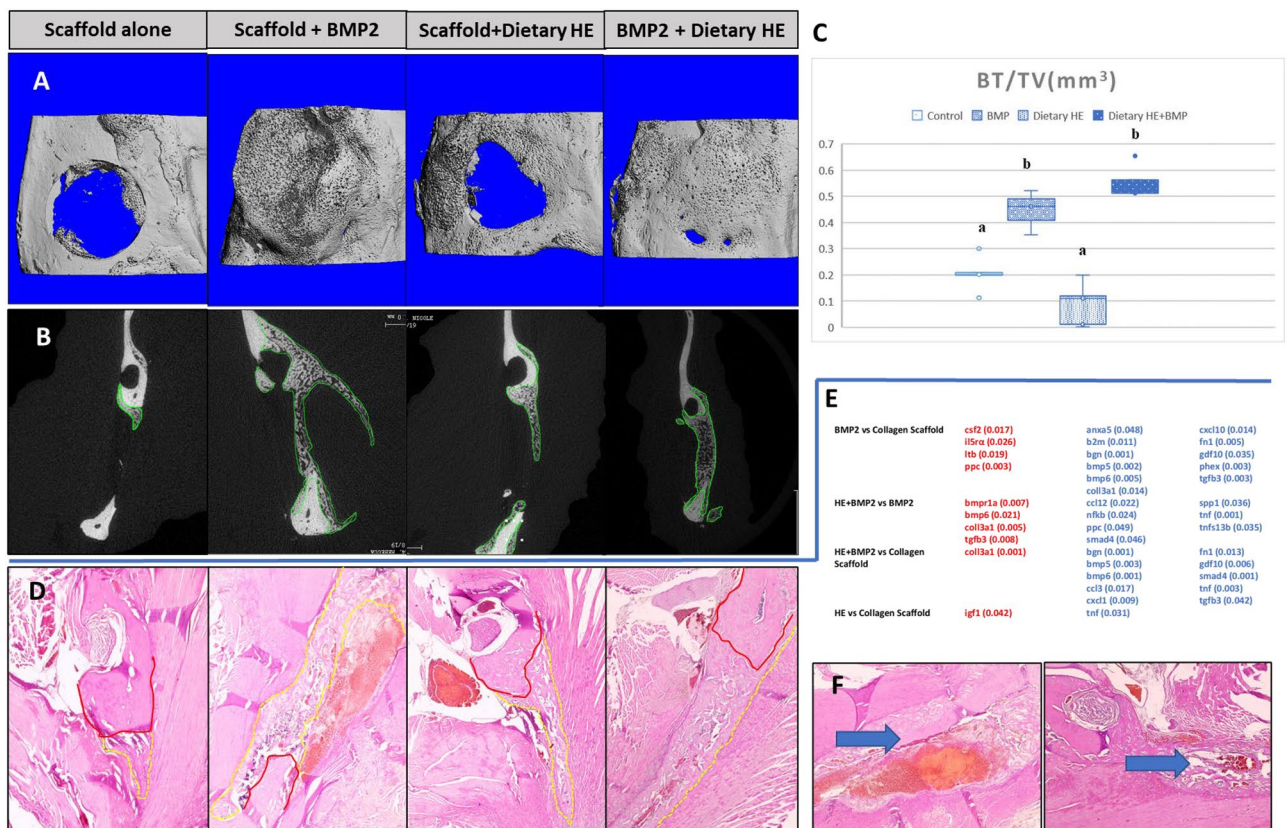 Scaffold alone
Scaffold + BMP2
Scaffold+Dietary HE
BMP2 + Dietary HE
A
B
NICOLE
/19
8/19
D
C
BT/TV(mm³)
Control BMP Dietary HE Dietary HE+BMP
0.7
0.6
0.5
0.4
0.3
0.2
0.1
0
a
b
a
b
E
BMP2 vs Collagen Scaffold csf2 (0.017) anxa5 (0.048) cxcl10 (0.014)
il5rα (0.026) b2m (0.011) fn1 (0.005)
ltb (0.019) bgn (0.001) gdf10 (0.035)
ppc (0.003) bmp5 (0.002) phex (0.003)
bmp6 (0.005) tgfb3 (0.003)
coll3a1 (0.014)
HE+BMP2 vs BMP2 bmpr1a (0.007) ccl12 (0.022) spp1 (0.036)
bmp6 (0.021) nfkb (0.024) tnf (0.001)
coll3a1 (0.005) ppc (0.049) tnfs13b (0.035)
tgfb3 (0.008) smad4 (0.046)
HE+BMP2 vs Collagen coll3a1 (0.001) bgn (0.001) fn1 (0.013)
Scaffold bmp5 (0.003) gdf10 (0.006)
bmp6 (0.001) smad4 (0.001)
ccl3 (0.017) tnf (0.003)
cxcl1 (0.009) tgfb3 (0.042)
HE vs Collagen Scaffold igf1 (0.042) tnf (0.031)
F